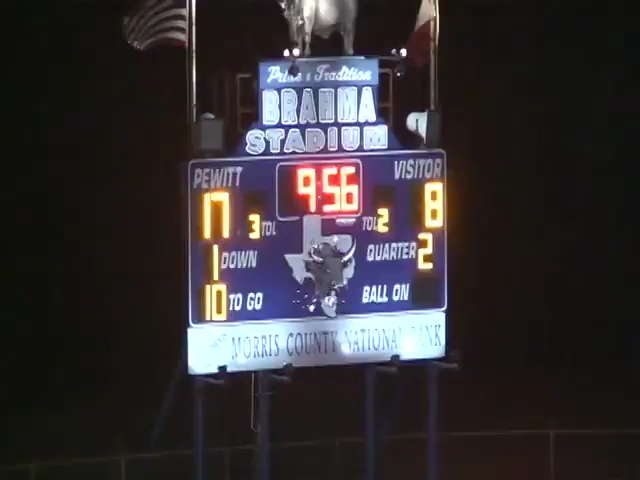 Pride & Tradition
BRAHMA
STADIUM
PEWITT 9:56 VISITOR
17 3 TOL TOL 2 8
1 DOWN QUARTER 2
10 TO GO BALL ON
MORRIS COUNTY NATIONAL BANK